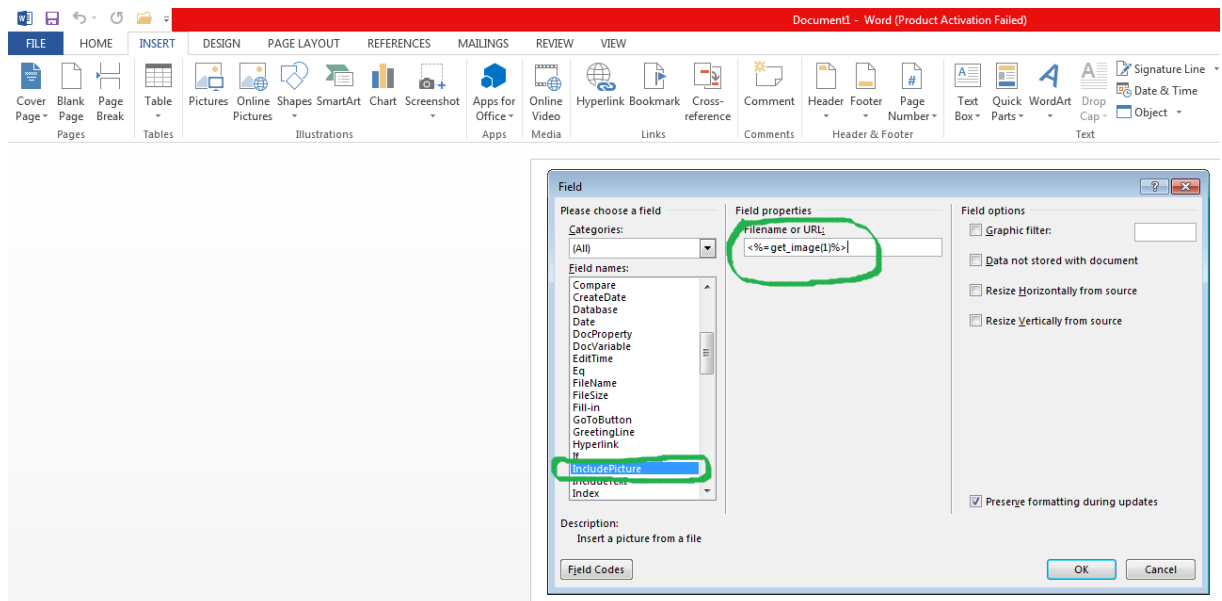 Document1 - Word (Product Activation Failed)
FILE HOME INSERT DESIGN PAGE LAYOUT REFERENCES MAILINGS REVIEW VIEW
Cover Page Blank Page Page Break
Table
Pictures Online Pictures Shapes SmartArt Chart Screenshot
Apps for Office
Online Video
Hyperlink Bookmark Cross-reference
Comment
Header Footer Page Number
Text Box Quick Parts WordArt Drop Cap
Signature Line
Date & Time
Object
Pages Tables Illustrations Apps Media Links Comments Header & Footer Text
Field
Please choose a field
Categories:
(All)
Field names:
Compare
CreateDate
Database
Date
DocProperty
DocVariable
EditTime
Eq
FileName
FileSize
Fill-in
GoToButton
GreetingLine
Hyperlink
If
IncludePicture
IncludeText
Index
Description:
Insert a picture from a file
Field Codes
Field properties
Filename or URL:
<%=get_image(1)%>
Field options
Graphic filter:
Data not stored with document
Resize Horizontally from source
Resize Vertically from source
Preserve formatting during updates
OK
Cancel